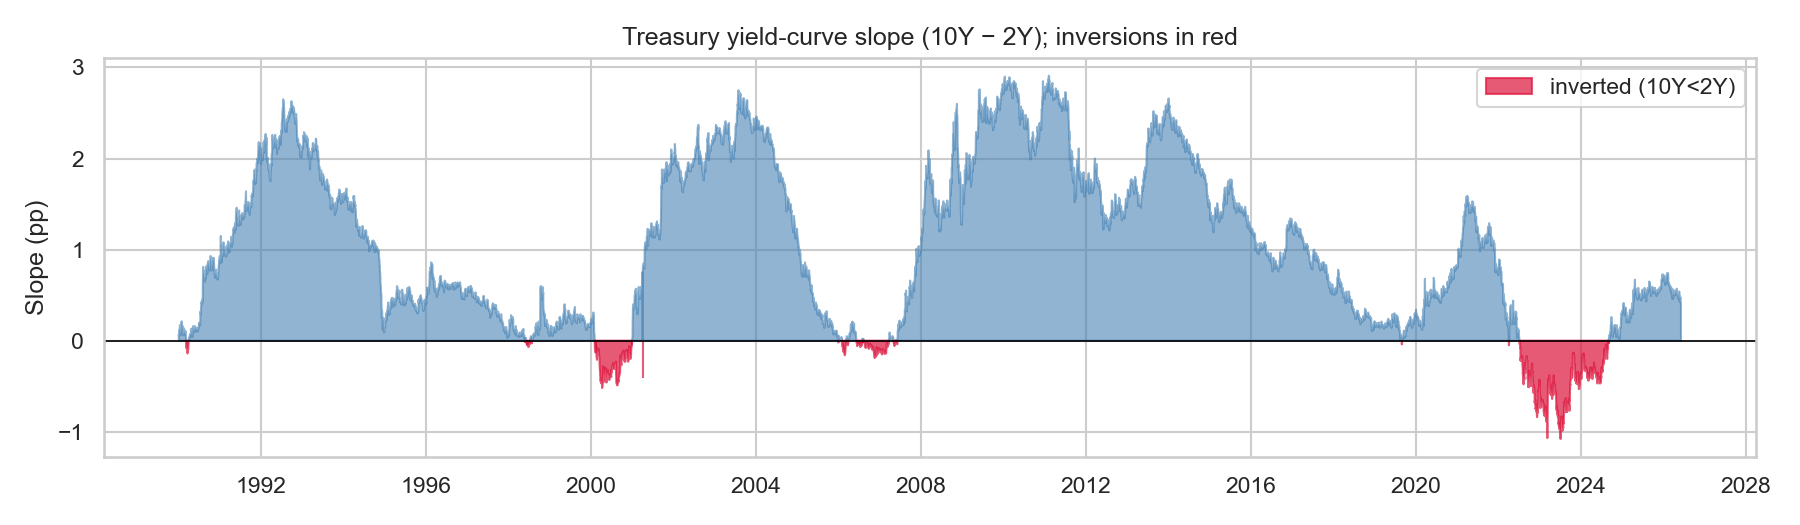 Treasury yield-curve slope (10Y − 2Y); inversions in red
3
2
1
0
−1
Slope (pp)
inverted (10Y<2Y)
1992 1996 2000 2004 2008 2012 2016 2020 2024 2028